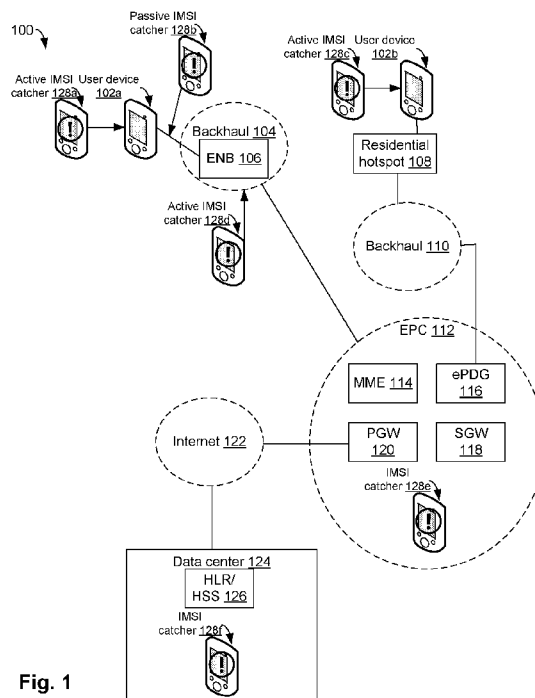 100
Passive IMSI
catcher 128b
Active IMSI
catcher 128a
User device
102a
Active IMSI
catcher 128c
User device
102b
Backhaul 104
ENB 106
Residential
hotspot 108
Active IMSI
catcher 128d
Backhaul 110
EPC 112
MME 114
ePDG
116
Internet 122
PGW
120
SGW
118
IMSI
catcher 128e
Data center 124
HLR/
HSS 126
IMSI
catcher 128f
Fig. 1